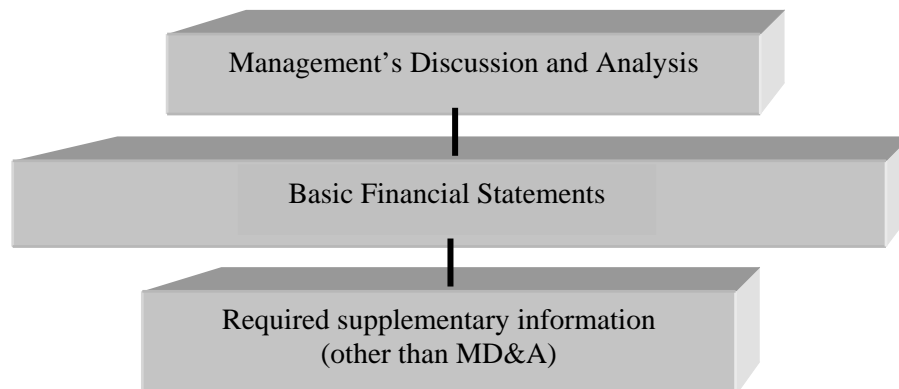 Management’s Discussion and Analysis
Basic Financial Statements
Required supplementary information
(other than MD&A)